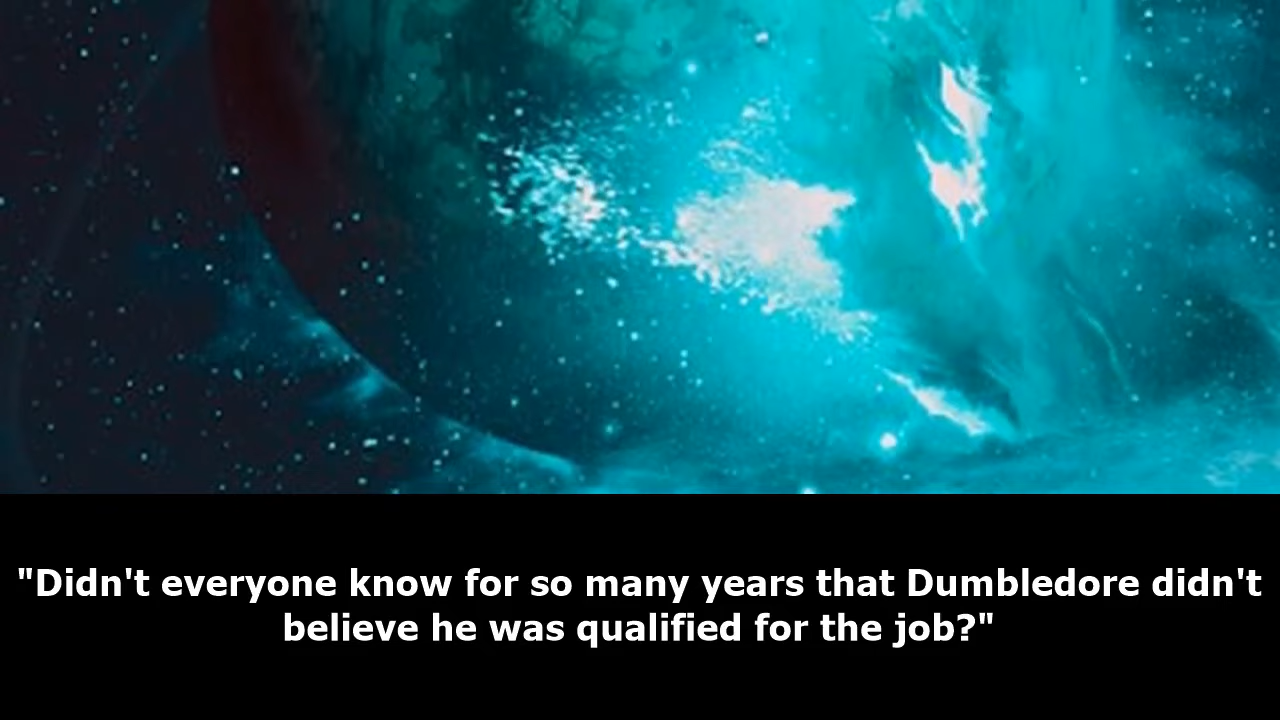 "Didn't everyone know for so many years that Dumbledore didn't
believe he was qualified for the job?"